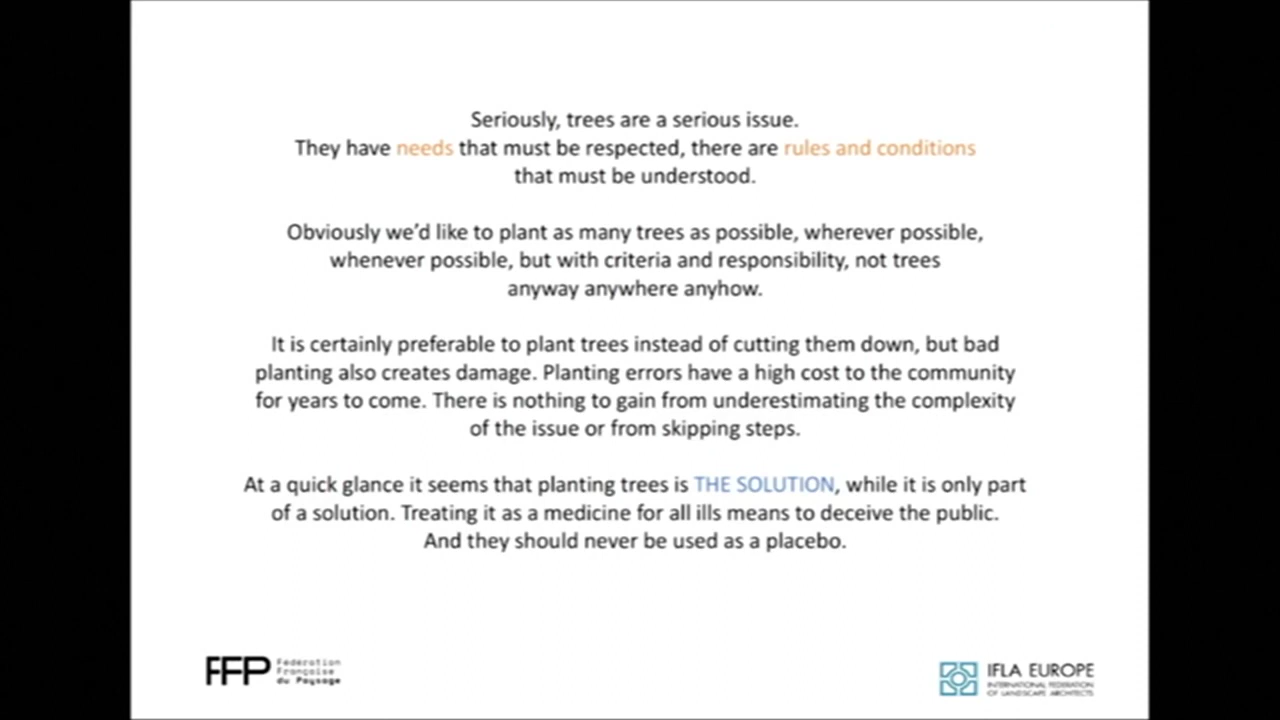 Seriously, trees are a serious issue.
They have needs that must be respected, there are rules and conditions
that must be understood.
Obviously we'd like to plant as many trees as possible, wherever possible,
whenever possible, but with criteria and responsibility, not trees
anyway anywhere anyhow.
It is certainly preferable to plant trees instead of cutting them down, but bad
planting also creates damage. Planting errors have a high cost to the community
for years to come. There is nothing to gain from underestimating the complexity
of the issue or from skipping steps.
At a quick glance it seems that planting trees is THE SOLUTION, while it is only part
of a solution. Treating it as a medicine for all ills means to deceive the public.
And they should never be used as a placebo.
FFP
Fédération
Française
du Paysage
IFLA EUROPE
INTERNATIONAL FEDERATION
OF LANDSCAPE ARCHITECTS